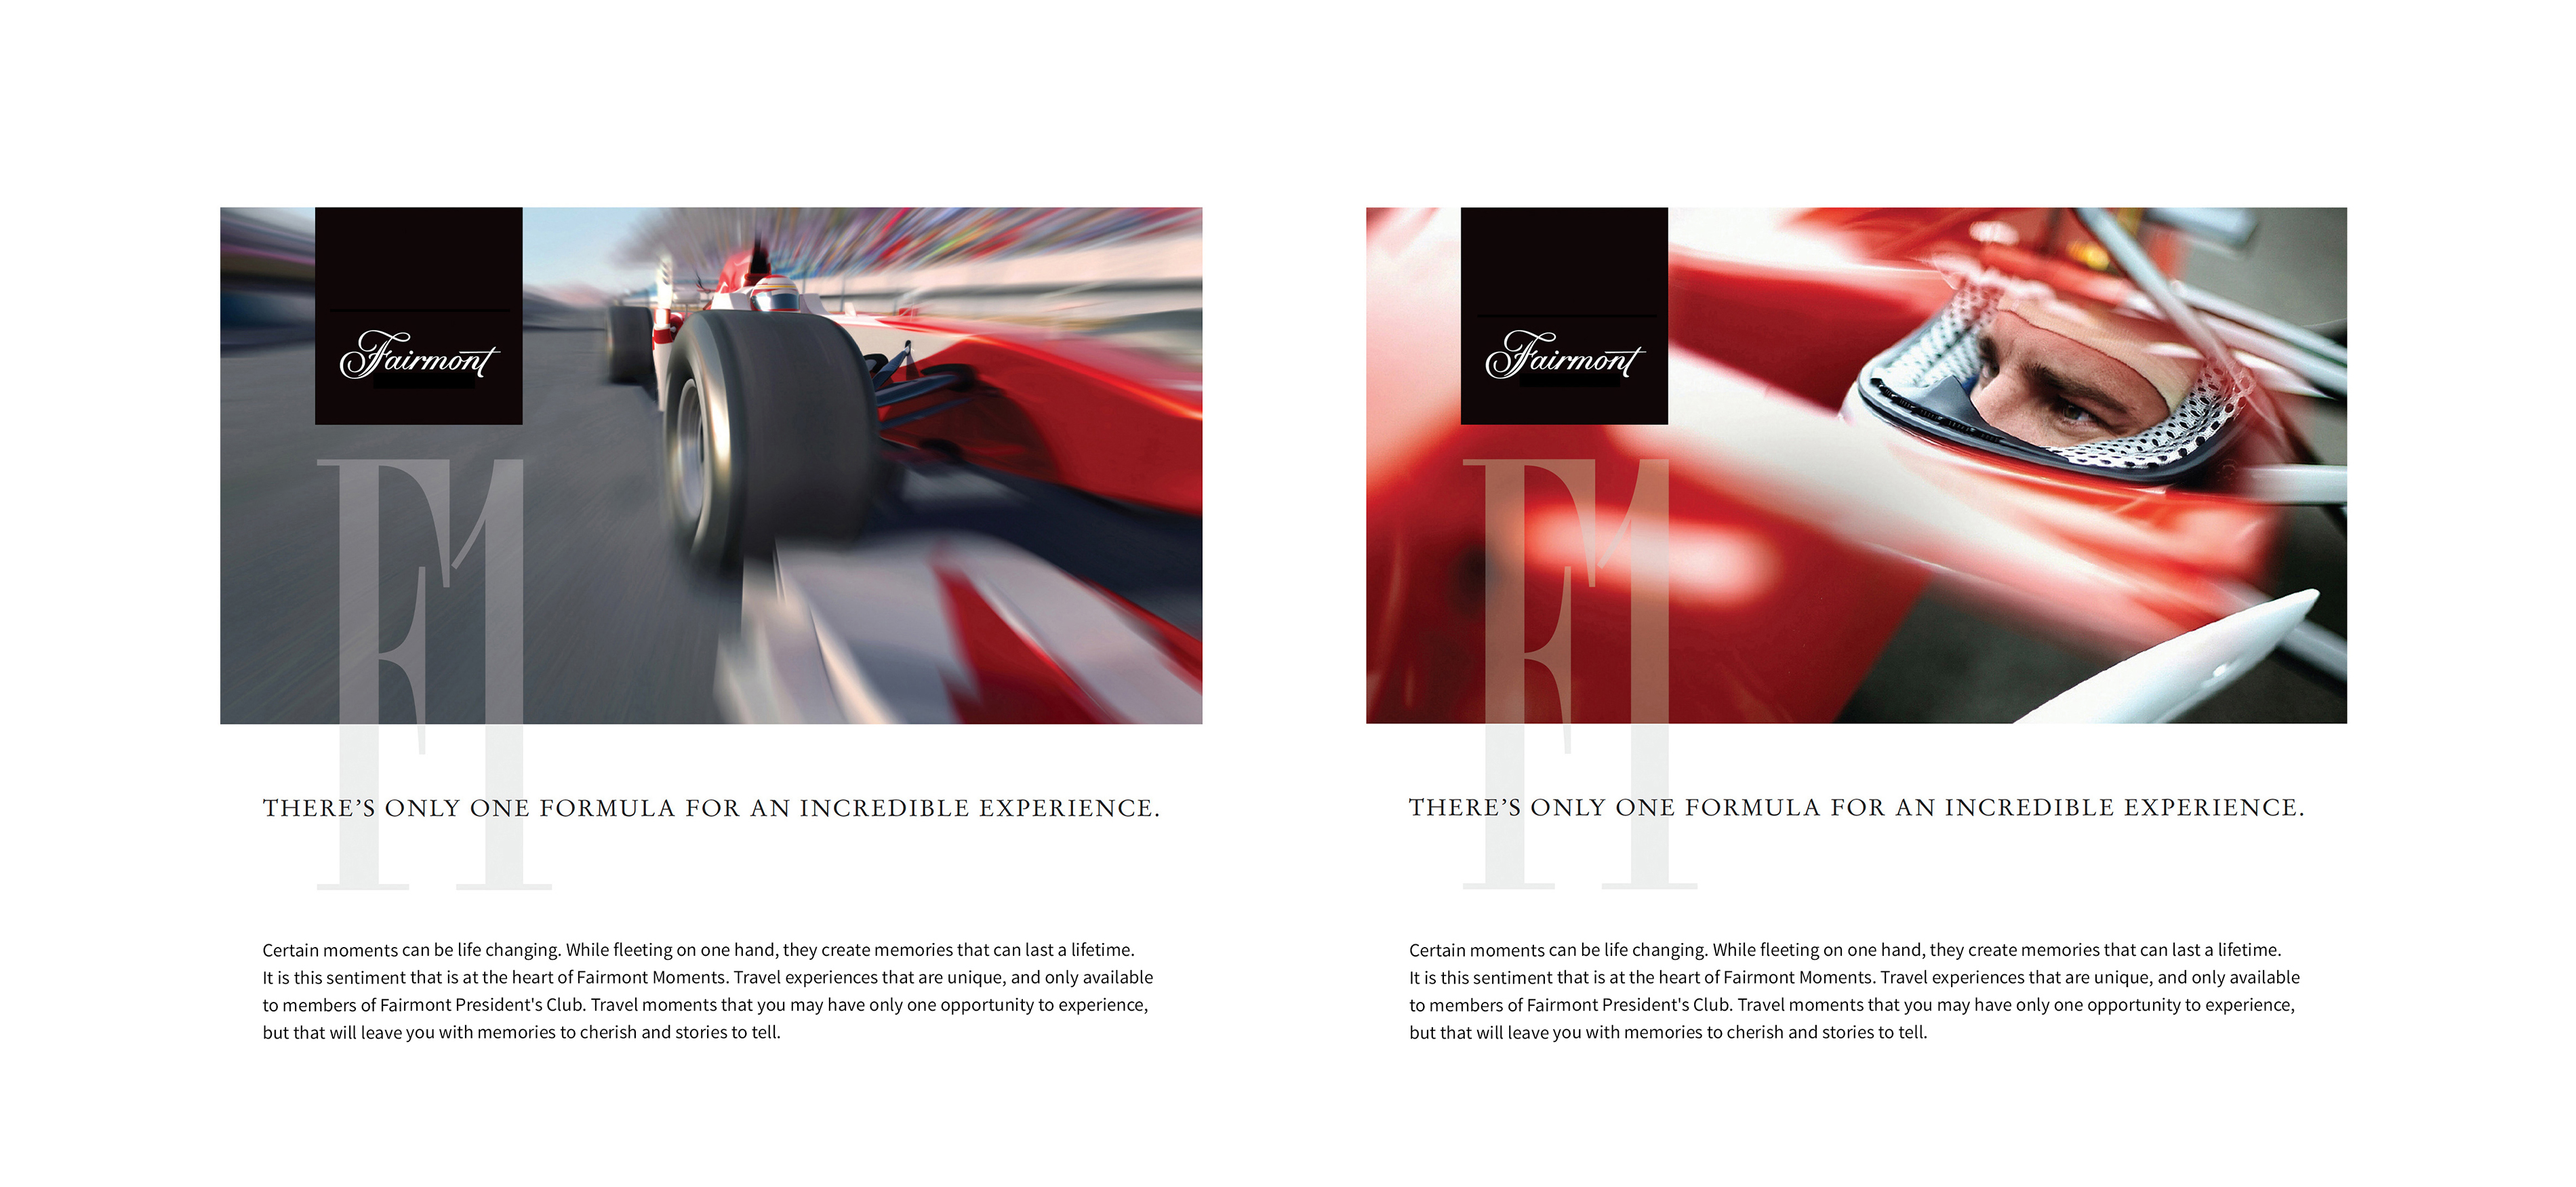 Fairmont
F1
THERE’S ONLY ONE FORMULA FOR AN INCREDIBLE EXPERIENCE.
Certain moments can be life changing. While fleeting on one hand, they create memories that can last a lifetime.
It is this sentiment that is at the heart of Fairmont Moments. Travel experiences that are unique, and only available
to members of Fairmont President's Club. Travel moments that you may have only one opportunity to experience,
but that will leave you with memories to cherish and stories to tell.
Fairmont
F1
THERE’S ONLY ONE FORMULA FOR AN INCREDIBLE EXPERIENCE.
Certain moments can be life changing. While fleeting on one hand, they create memories that can last a lifetime.
It is this sentiment that is at the heart of Fairmont Moments. Travel experiences that are unique, and only available
to members of Fairmont President's Club. Travel moments that you may have only one opportunity to experience,
but that will leave you with memories to cherish and stories to tell.